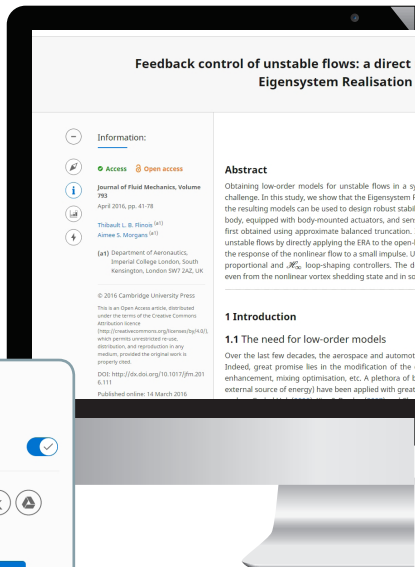 Feedback control of unstable flows: a direct
Eigensystem Realisation
Information:
Access Open access
Journal of Fluid Mechanics, Volume
793
April 2016, pp. 41-78
Thibault L. B. Flinois (a1)
Aimee S. Morgans (a1)
(a1) Department of Aeronautics,
Imperial College London, South
Kensington, London SW7 2AZ, UK
© 2016 Cambridge University Press
This is an Open Access article, distributed
under the terms of the Creative Commons
Attribution licence
(http://creativecommons.org/licenses/by/4.0/),
which permits unrestricted re-use,
distribution, and reproduction in any
medium, provided the original work is
properly cited.
DOI: http://dx.doi.org/10.1017/jfm.201
6.111
Published online: 14 March 2016
Abstract
Obtaining low-order models for unstable flows in a sy
challenge. In this study, we show that the Eigensystem R
the resulting models can be used to design robust stabil
body, equipped with body-mounted actuators, and sens
first obtained using approximate balanced truncation.
unstable flows by directly applying the ERA to the open-l
the response of the nonlinear flow to a small impulse. U
proportional and ℋ∞ loop-shaping controllers. The d
even from the nonlinear vortex shedding state and in so
1 Introduction
1.1 The need for low-order models
Over the last few decades, the aerospace and automot
Indeed, great promise lies in the modification of the
enhancement, mixing optimisation, etc. A plethora of b
external source of energy) have been applied with great